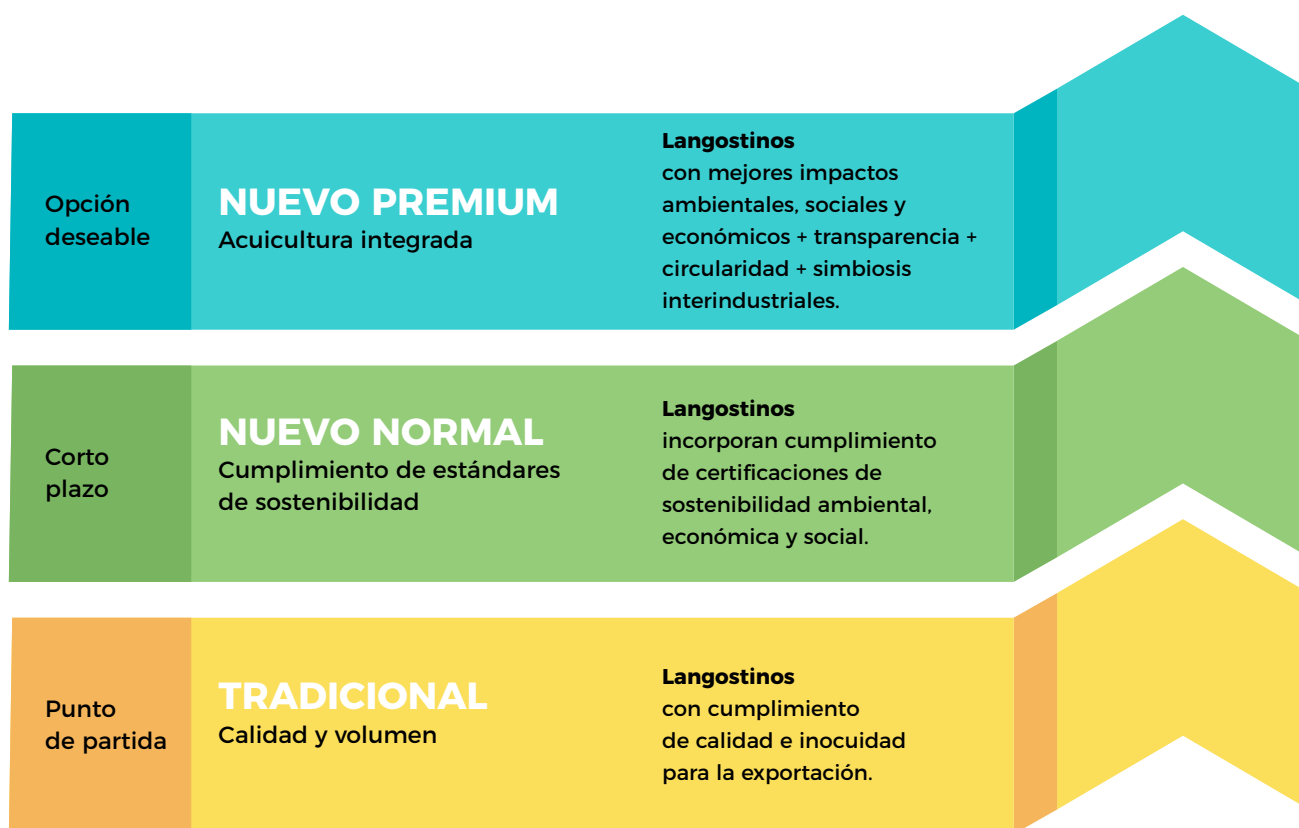 Opción
deseable
NUEVO PREMIUM
Acuicultura integrada
Langostinos
con mejores impactos
ambientales, sociales y
económicos + transparencia +
circularidad + simbiosis
interindustriales.
Corto
plazo
NUEVO NORMAL
Cumplimiento de estándares
de sostenibilidad
Langostinos
incorporan cumplimiento
de certificaciones de
sostenibilidad ambiental,
económica y social.
Punto
de partida
TRADICIONAL
Calidad y volumen
Langostinos
con cumplimiento
de calidad e inocuidad
para la exportación.